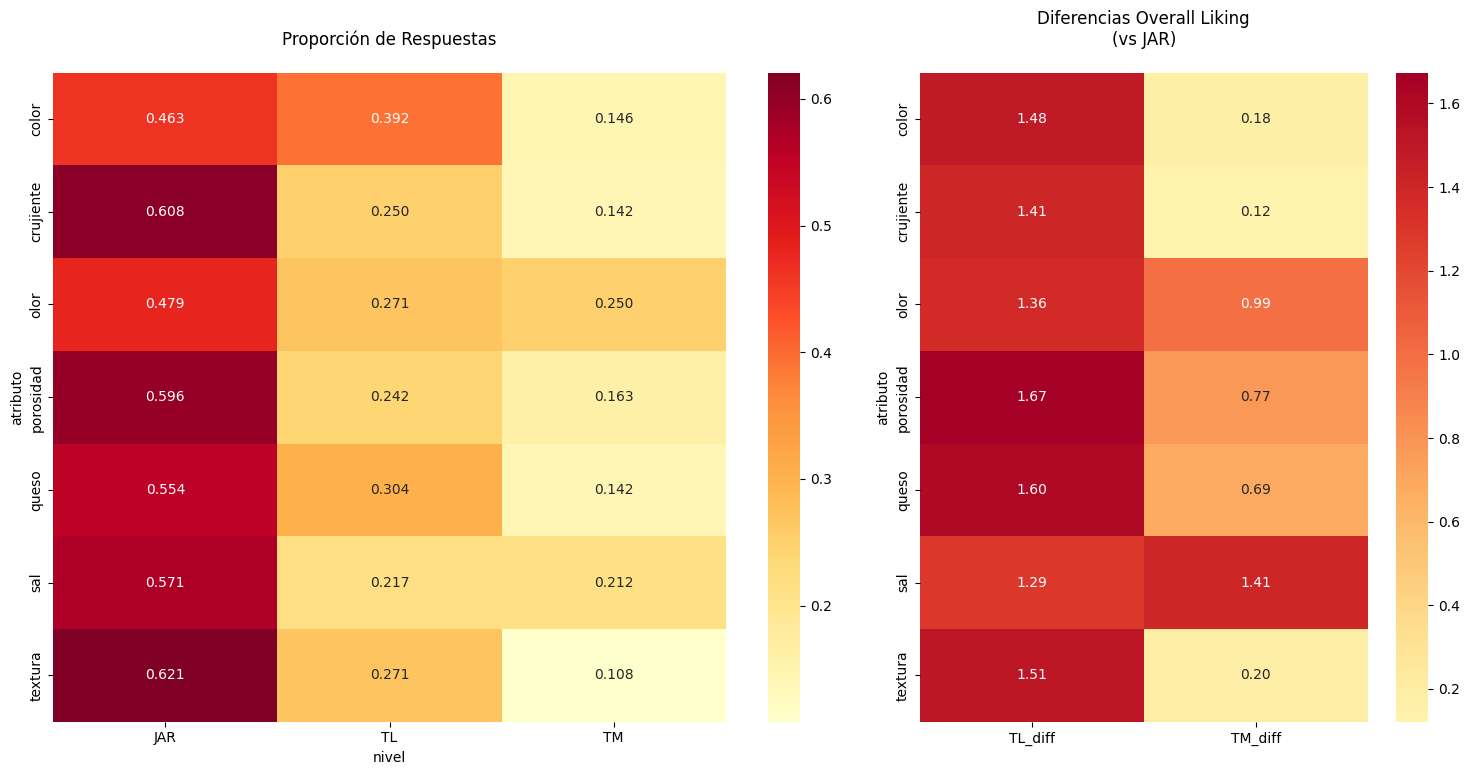 Proporción de Respuestas
atributo
color 0.463 0.392 0.146
crujiente 0.608 0.250 0.142
olor 0.479 0.271 0.250
porosidad 0.596 0.242 0.163
queso 0.554 0.304 0.142
sal 0.571 0.217 0.212
textura 0.621 0.271 0.108
JAR TL TM
nivel
0.6
0.5
0.4
0.3
0.2
Diferencias Overall Liking
(vs JAR)
atributo
color 1.48 0.18
crujiente 1.41 0.12
olor 1.36 0.99
porosidad 1.67 0.77
queso 1.60 0.69
sal 1.29 1.41
textura 1.51 0.20
TL_diff TM_diff
1.6
1.4
1.2
1.0
0.8
0.6
0.4
0.2